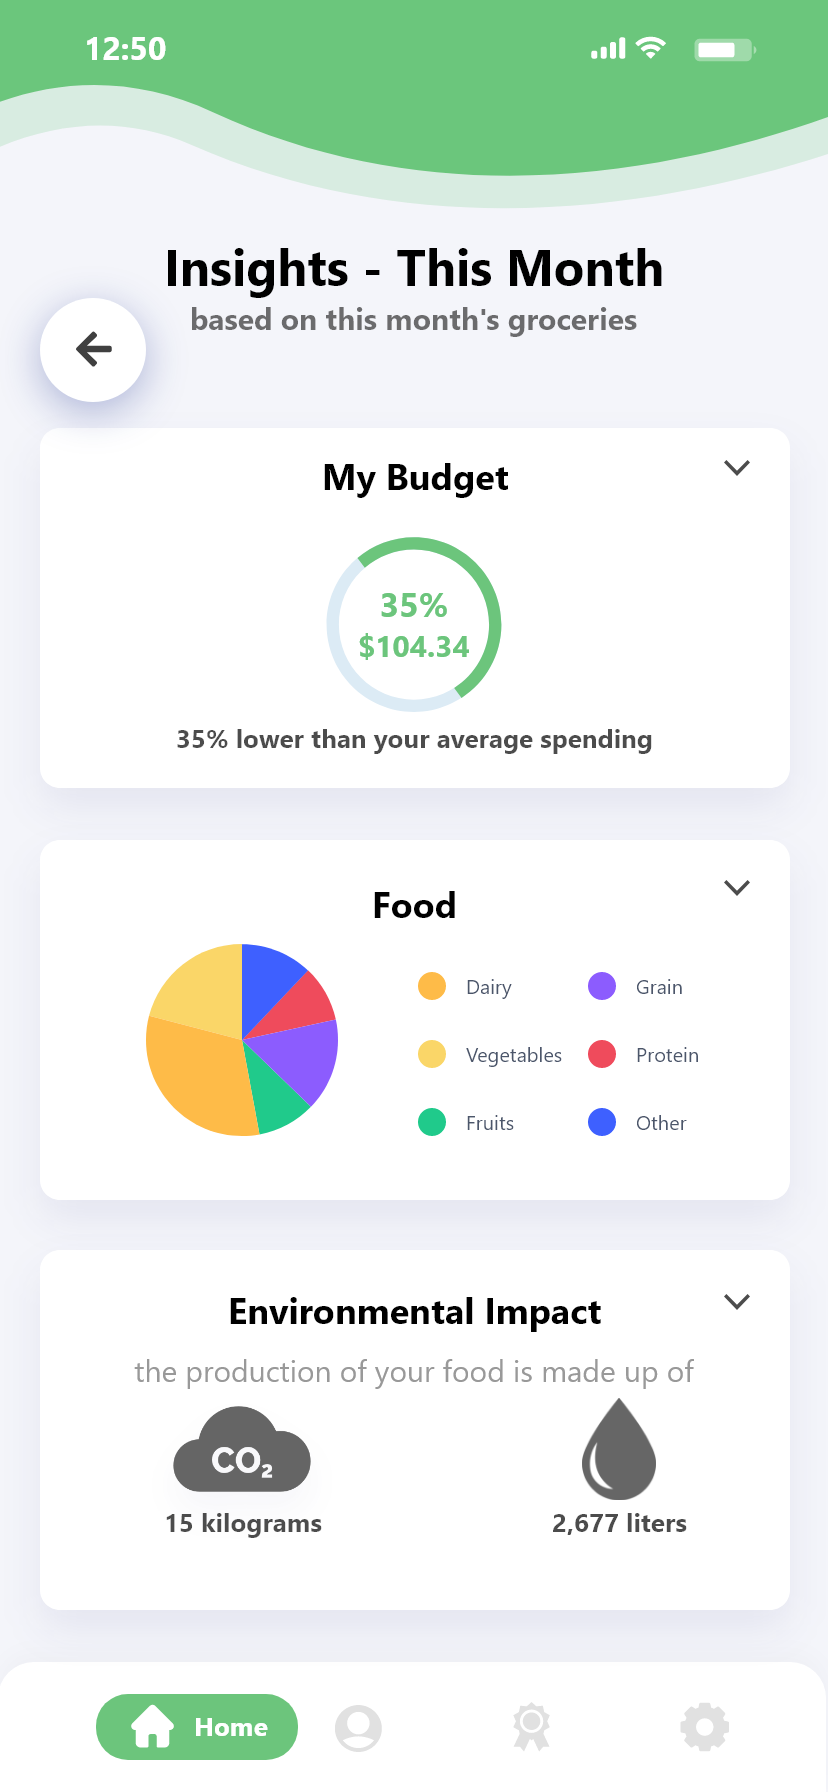 12:50
Insights - This Month
based on this month's groceries
My Budget
35%
$104.34
35% lower than your average spending
Food
Dairy
Grain
Vegetables
Protein
Fruits
Other
Environmental Impact
the production of your food is made up of
CO₂
15 kilograms
2,677 liters
Home